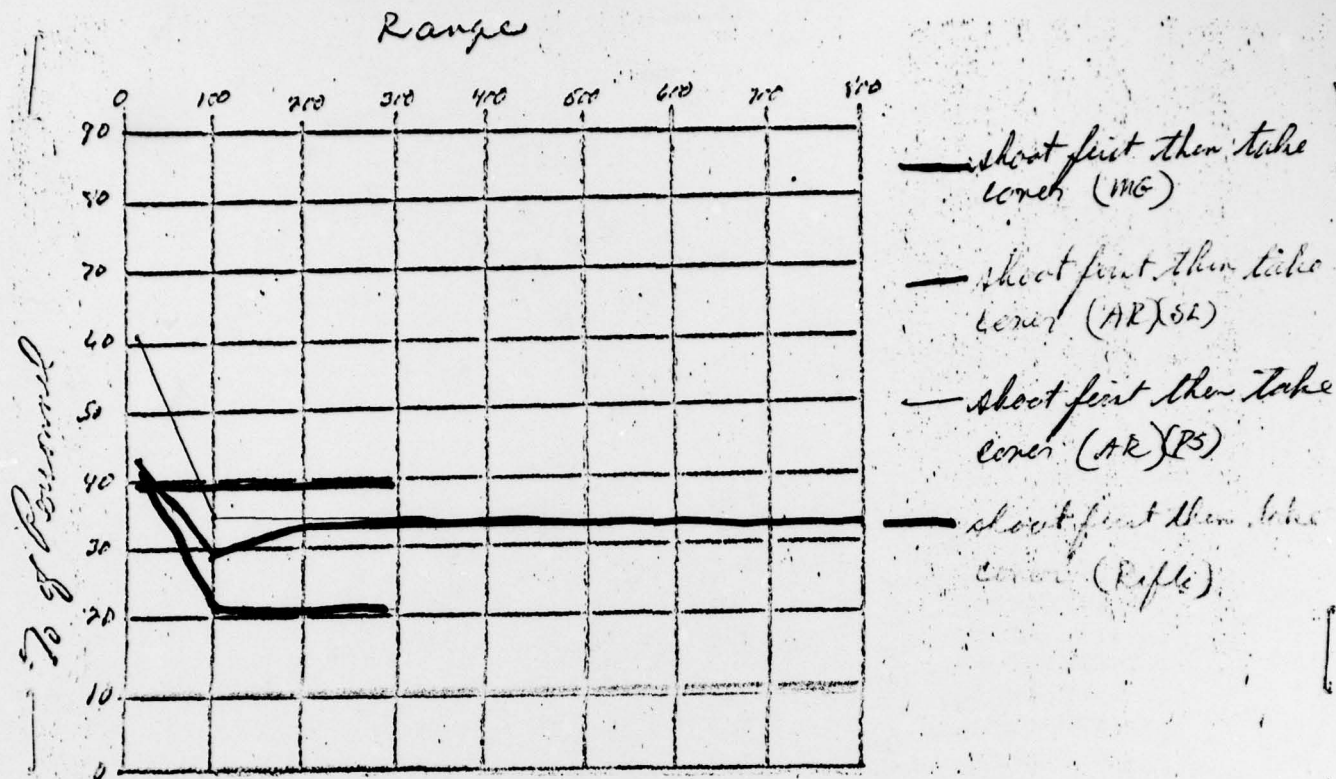 Range
0 100 200 300 400 500 600 700 800
90
80
70
60
50
40
30
20
10
0
% of Personnel
shoot first then take
cover (MG)
shoot first then take
cover (AR)(SL)
shoot first then take
cover (AR)(PS)
shoot first then take
cover (Rifle)